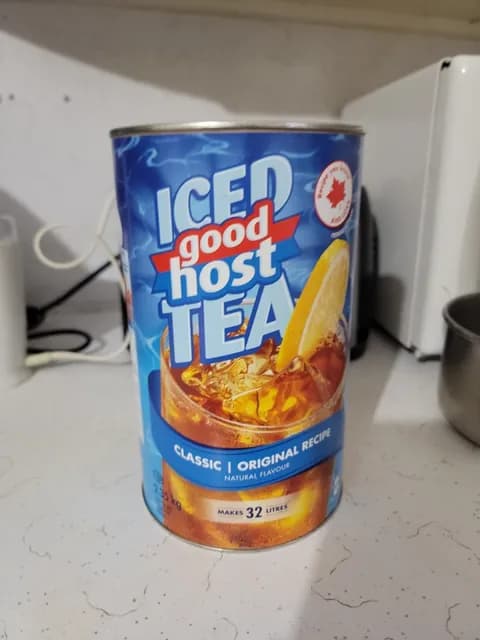 ICED
good
host
TEA
CLASSIC | ORIGINAL RECIPE
NATURAL FLAVOUR
MAKES 32 LITRES